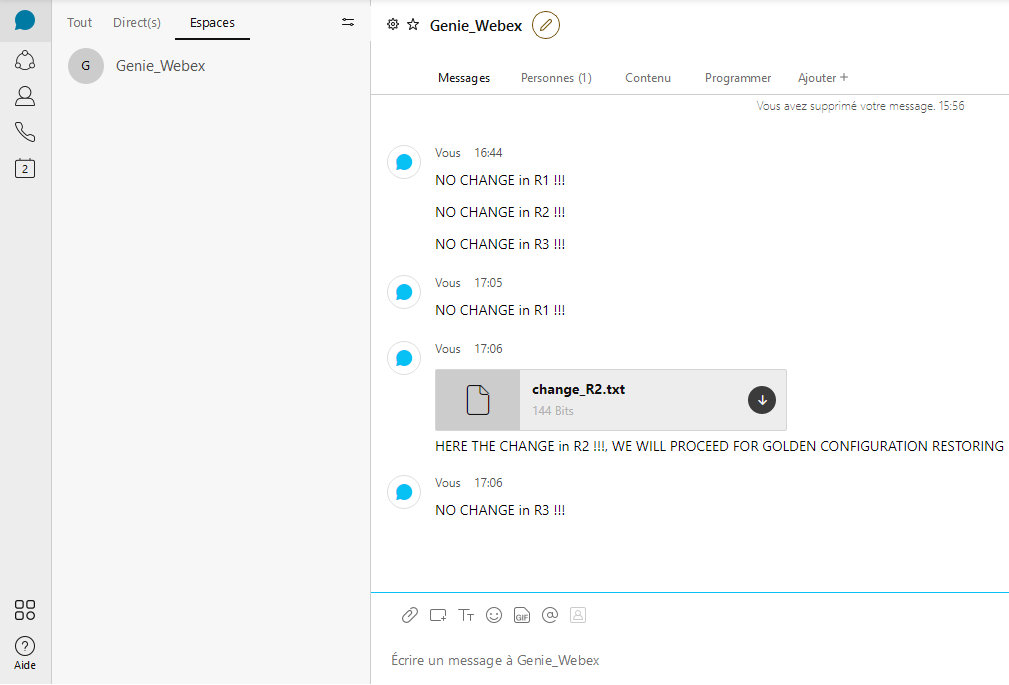 Tout Direct(s) Espaces
G Genie_Webex
2
Aide
Genie_Webex
Messages Personnes (1) Contenu Programmer Ajouter +
Vous avez supprimé votre message. 15:56
Vous 16:44
NO CHANGE in R1 !!!
NO CHANGE in R2 !!!
NO CHANGE in R3 !!!
Vous 17:05
NO CHANGE in R1 !!!
Vous 17:06
change_R2.txt
144 Bits
HERE THE CHANGE in R2 !!!, WE WILL PROCEED FOR GOLDEN CONFIGURATION RESTORING
Vous 17:06
NO CHANGE in R3 !!!
TT GIF @
Écrire un message à Genie_Webex